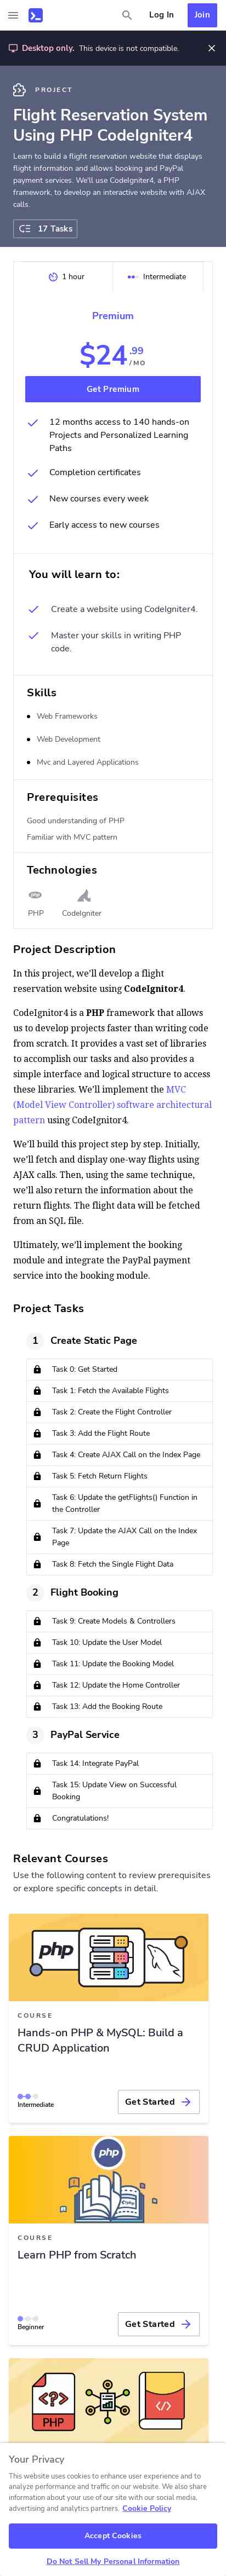 Log In
Join
Desktop only. This device is not compatible.
PROJECT
Flight Reservation System
Using PHP CodeIgniter4
Learn to build a flight reservation website that displays
flight information and allows seat booking and PayPal
payment services. We'll use CodeIgniter4, a PHP
framework, to develop an interactive website with AJAX
calls.
17 Tasks
1 hour
Intermediate
Premium
$24 .99
/ MO
Get Premium
12 months access to 140 hands-on
Projects and Personalized Learning
Paths
Completion certificates
New courses every week
Early access to new courses
You will learn to:
Create a website using CodeIgniter4.
Master your skills in writing PHP
code.
Skills
Web Frameworks
Web Development
Mvc and Layered Applications
Prerequisites
Good understanding of PHP
Familiar with MVC pattern
Technologies
PHP
CodeIgniter
Project Description
In this project, we’ll develop a flight
reservation website using CodeIgnitor4.
CodeIgniter4 is a PHP framework that allows
us to develop projects faster than writing code
from scratch. It provides a vast set of libraries
to accomplish our tasks and also provides a
simple interface and logical structure to access
these libraries. We’ll implement the MVC
(Model View Controller) software architectural
pattern using CodeIgniter4.
We’ll build this project step by step. Initially,
we’ll fetch and display one-way flights using
AJAX calls. Then, using the same technique,
we’ll also return the information about the
return flights. The flight data will be fetched
from an SQL file.
Ultimately, we’ll implement the booking
module and integrate the PayPal payment
service into the booking module.
Project Tasks
1 Create Static Page
Task 0: Get Started
Task 1: Fetch the Available Flights
Task 2: Create the Flight Controller
Task 3: Add the Flight Route
Task 4: Create AJAX Call on the Index Page
Task 5: Fetch Return Flights
Task 6: Update the getFlights() Function in
the Controller
Task 7: Update the AJAX Call on the Index
Page
Task 8: Fetch the Single Flight Data
2 Flight Booking
Task 9: Create Models & Controllers
Task 10: Update the User Model
Task 11: Update the Booking Model
Task 12: Update the Home Controller
Task 13: Add the Booking Route
3 PayPal Service
Task 14: Integrate PayPal
Task 15: Update View on Successful
Booking
Congratulations!
Relevant Courses
Use the following content to review prerequisites
or explore specific concepts in detail.
php
COURSE
Hands-on PHP & MySQL: Build a
CRUD Application
Intermediate
Get Started
php
COURSE
Learn PHP from Scratch
Beginner
Get Started
<?>
PHP
</>
Your Privacy
This website uses cookies to enhance user experience and to
analyze performance and traffic on our website. We also share
information about your use of our site with our social media,
advertising and analytics partners. Cookie Policy
Accept Cookies
Do Not Sell My Personal Information